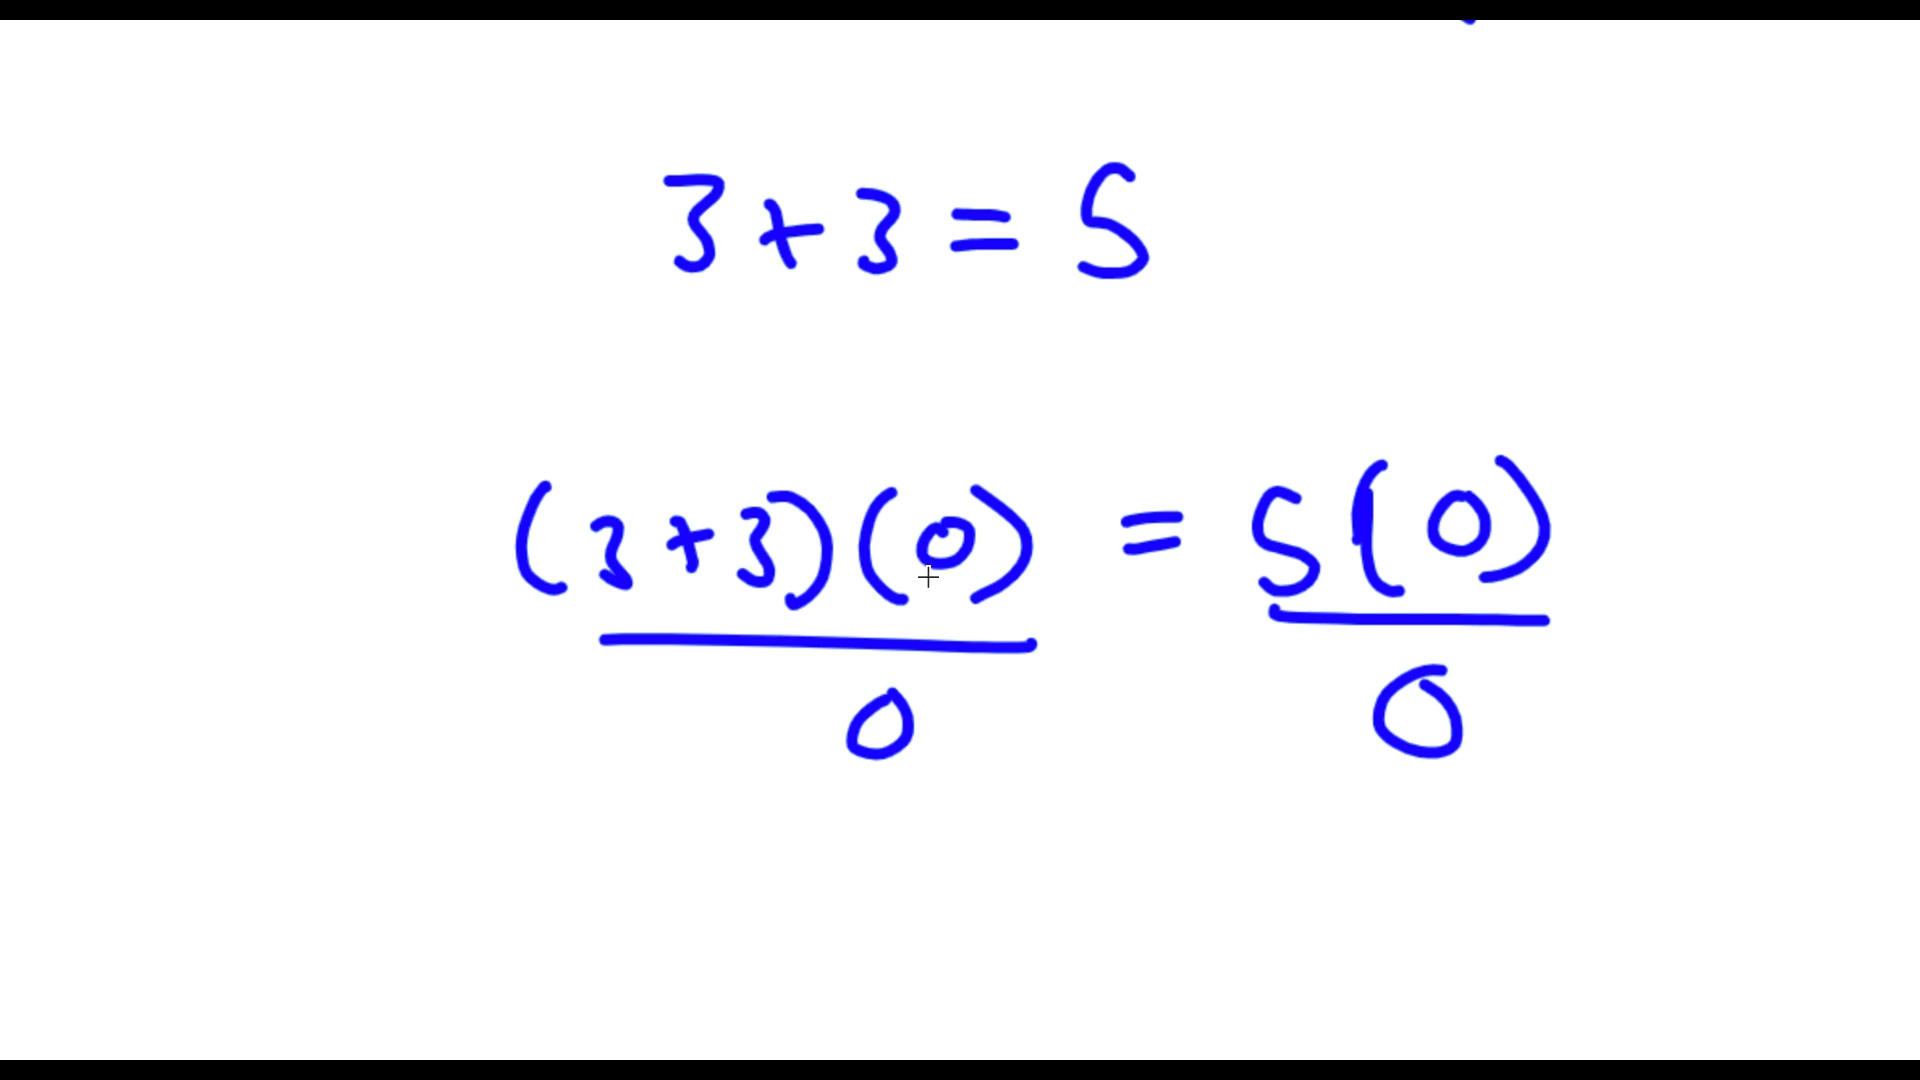 3 + 3 = 5
(3 + 3)(0) = 5(0)
0 0